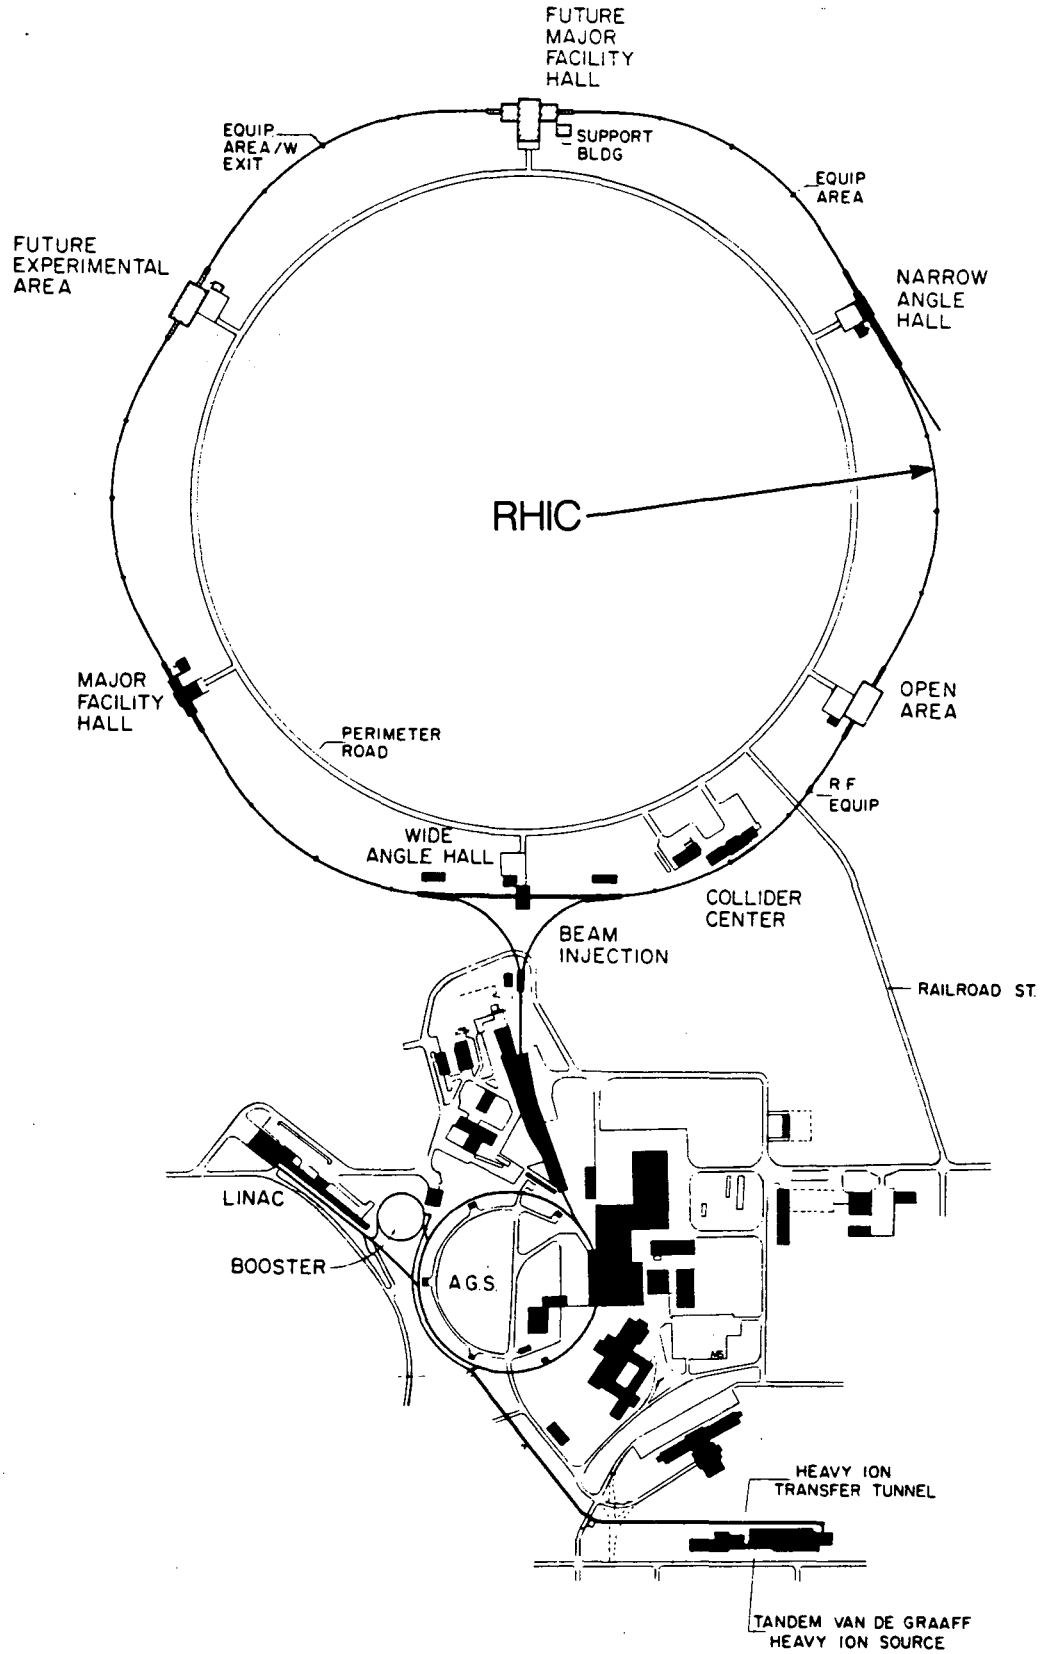 FUTURE
MAJOR
FACILITY
HALL
EQUIP
AREA/W
EXIT
SUPPORT
BLDG
EQUIP
AREA
FUTURE
EXPERIMENTAL
AREA
NARROW
ANGLE
HALL
RHIC
MAJOR
FACILITY
HALL
OPEN
AREA
PERIMETER
ROAD
RF
EQUIP
WIDE
ANGLE HALL
COLLIDER
CENTER
BEAM
INJECTION
RAILROAD ST.
LINAC
BOOSTER
A.G.S.
HEAVY ION
TRANSFER TUNNEL
TANDEM VAN DE GRAAFF
HEAVY ION SOURCE